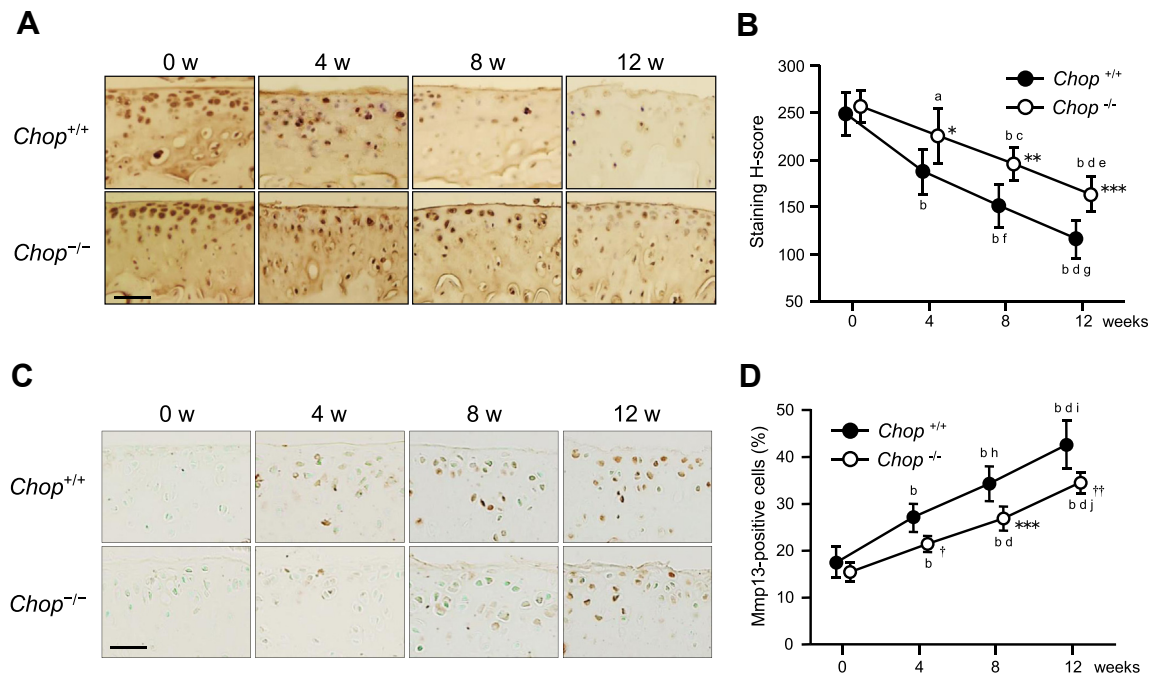 A
0 w 4 w 8 w 12 w
Chop+/+
Chop−/−
B
300
250
200
150
100
50
Staining H-score
Chop +/+
Chop -/-
a
*
b c
**
b d e
***
b
b f
b d g
0 4 8 12 weeks
C
0 w 4 w 8 w 12 w
Chop+/+
Chop−/−
D
50
40
30
20
10
0
Mmp13-positive cells (%)
Chop +/+
Chop -/-
b
b h
b d i
b †
b d ***
b d j ††
0 4 8 12 weeks